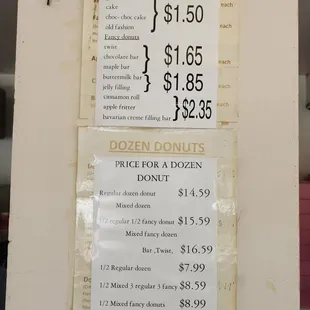 cake
choc- choc cake
old fashion
} $1.50
Fancy donuts
twist
chocolate bar
maple bar
} $1.65
buttermilk bar
jelly filling
} $1.85
cinnamon roll
apple fritter
bavarian creme filling bar
} $2.35
each
each
each
DOZEN DONUTS
PRICE FOR A DOZEN
DONUT
Regular dozen donut $14.59
Mixed dozen
1/2 regular 1/2 fancy donut $15.59
Mixed fancy dozen
Bar ,Twist, $16.59
1/2 Regular dozen $7.99
1/2 Mixed 3 regular 3 fancy $8.59
1/2 Mixed fancy donuts $8.99